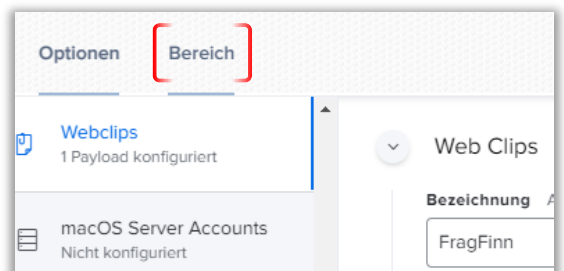 Optionen Bereich
Webclips
1 Payload konfiguriert
Web Clips
Bezeichnung
macOS Server Accounts
FragFinn
Nicht konfiguriert